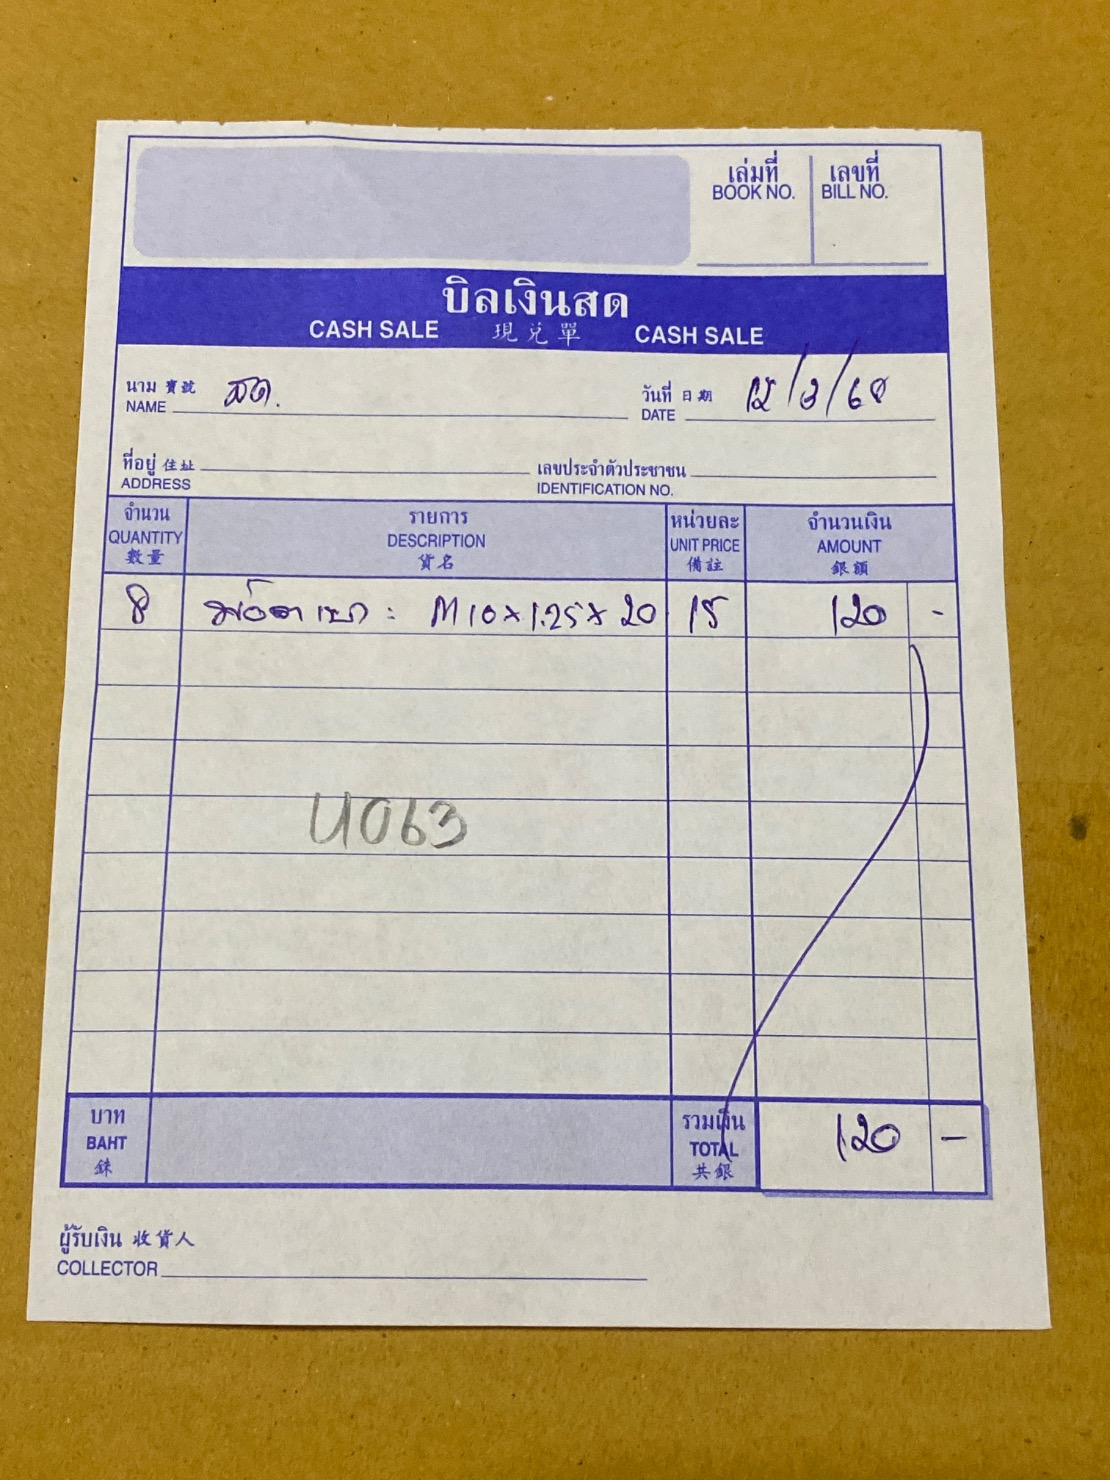 เล่มที่ เลขที่
BOOK NO. BILL NO.
บิลเงินสด
CASH SALE 現兌單 CASH SALE
นาม 寶號 สด. วันที่ 日期 12/3/68
NAME DATE
ที่อยู่ 住址 เลขประจำตัวประชาชน
ADDRESS IDENTIFICATION NO.
จำนวน รายการ หน่วยละ จำนวนเงิน
QUANTITY DESCRIPTION UNIT PRICE AMOUNT
數量 貨名 備註 銀額
8 : M10x1.25x20 15 120 -
U063
บาท รวมเงิน
BAHT TOTAL 120 -
銖 共銀
ผู้รับเงิน 收貨人
COLLECTOR